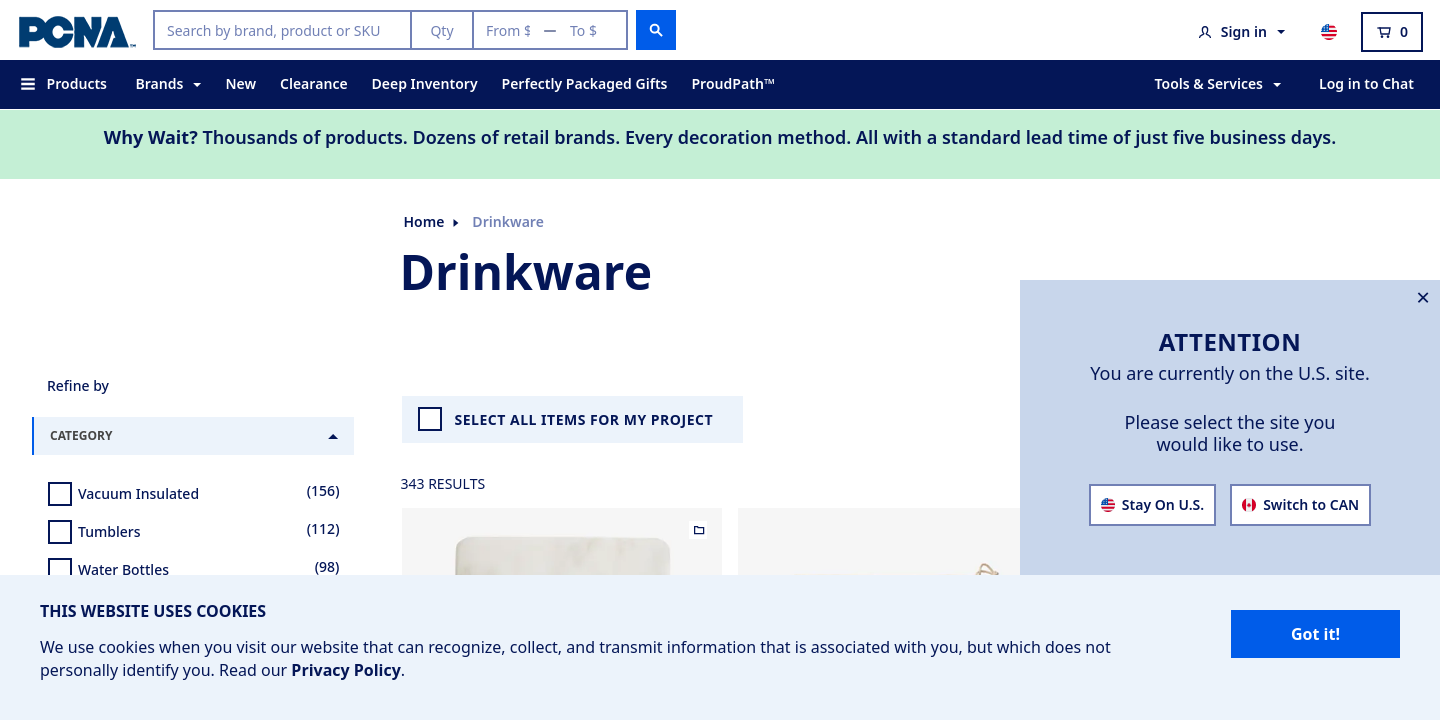 PCNA™
Search by brand, product or SKU
Qty
From $ — To $
Sign in
0
Products
Brands
New
Clearance
Deep Inventory
Perfectly Packaged Gifts
ProudPath™
Tools & Services
Log in to Chat
Why Wait? Thousands of products. Dozens of retail brands. Every decoration method. All with a standard lead time of just five business days.
Home
Drinkware
Drinkware
Refine by
CATEGORY
Vacuum Insulated (156)
Tumblers (112)
Water Bottles (98)
SELECT ALL ITEMS FOR MY PROJECT
343 RESULTS
ATTENTION
You are currently on the U.S. site.
Please select the site you
would like to use.
Stay On U.S.
Switch to CAN
THIS WEBSITE USES COOKIES
We use cookies when you visit our website that can recognize, collect, and transmit information that is associated with you, but which does not
personally identify you. Read our Privacy Policy.
Got it!